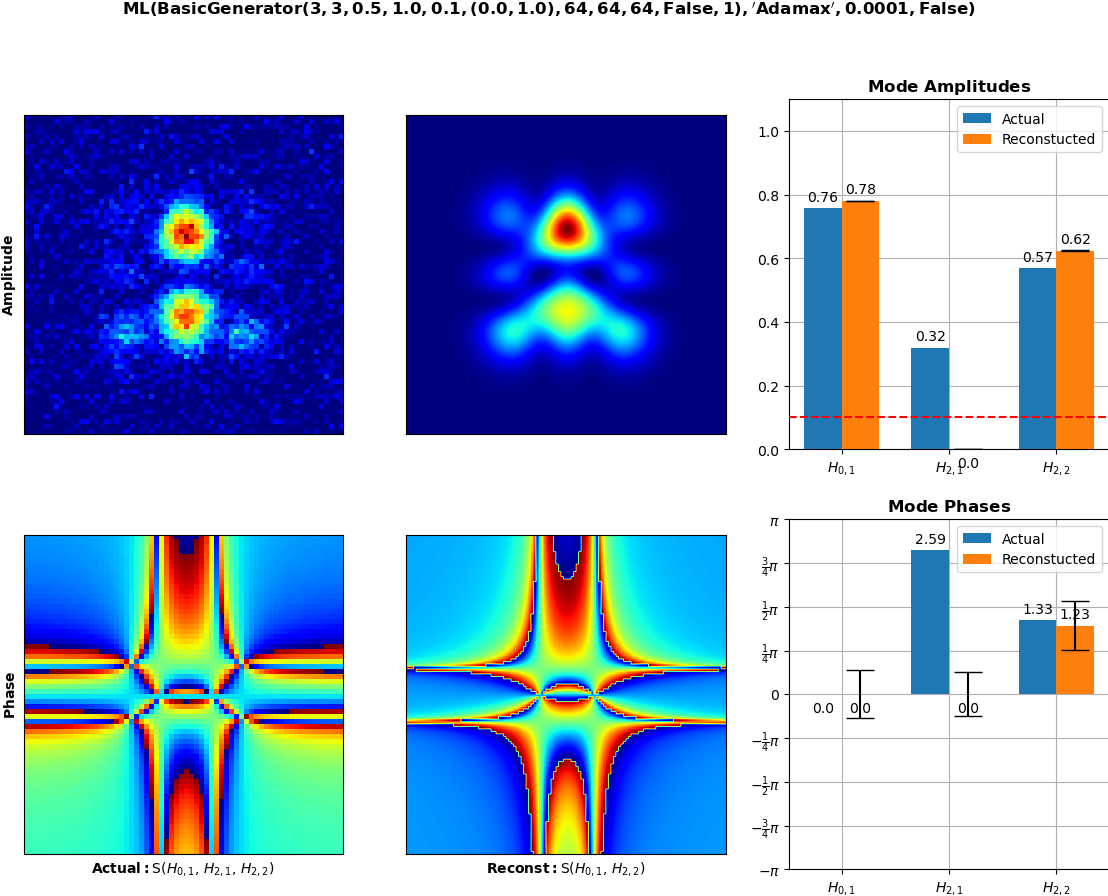 ML(BasicGenerator(3, 3, 0.5, 1.0, 0.1, (0.0, 1.0), 64, 64, 64, False, 1), ′Adamax′, 0.0001, False)
Amplitude
Mode Amplitudes
Actual
Reconstucted
1.0
0.8
0.6
0.4
0.2
0.0
0.76
0.78
0.32
0.0
0.57
0.62
H₀,₁
H₂,₁
H₂,₂
Phase
Actual: S(H₀,₁, H₂,₁, H₂,₂)
Reconst: S(H₀,₁, H₂,₂)
Mode Phases
Actual
Reconstucted
π
3/4π
1/2π
1/4π
0
−1/4π
−1/2π
−3/4π
−π
0.0
0.0
2.59
0.0
1.33
1.23
H₀,₁
H₂,₁
H₂,₂